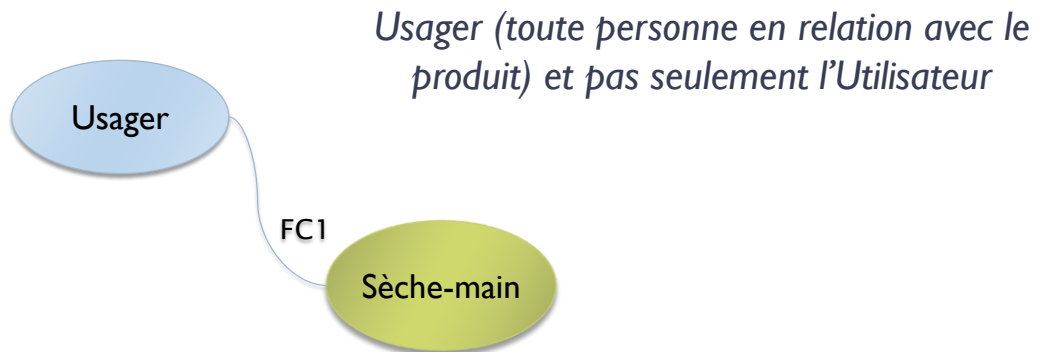 Usager (toute personne en relation avec le
produit) et pas seulement l’Utilisateur
Usager
FC1
Sèche-main